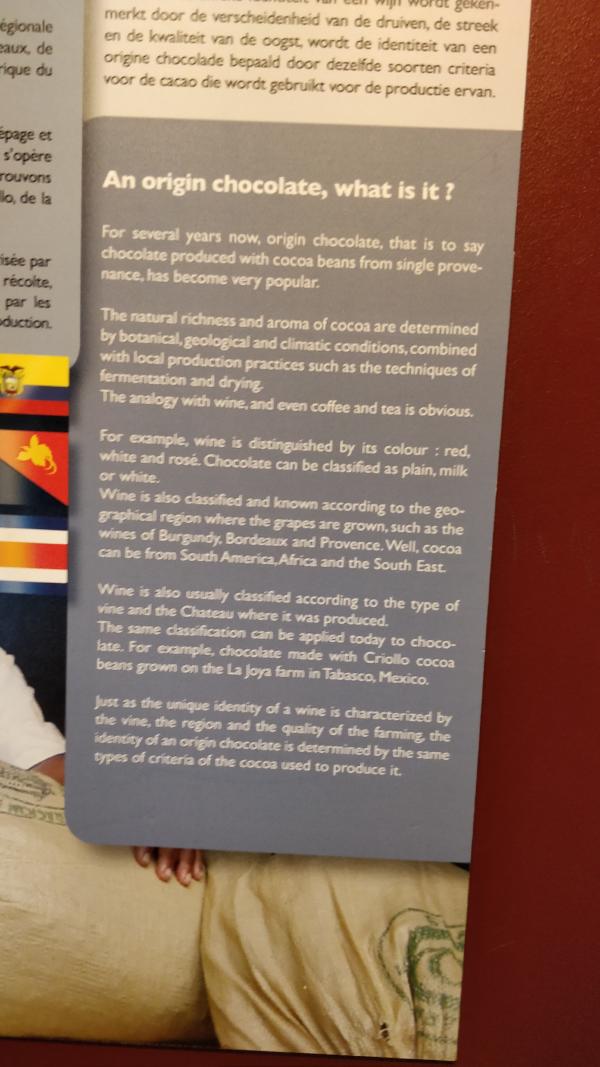 égionale
eaux, de
rique du
épage et
s'opère
rouvons
llo, de la
isée par
récolte,
par les
duction.
een wijn wordt geken-
merkt door de verscheidenheid van de druiven, de streek
en de kwaliteit van de oogst, wordt de identiteit van een
origine chocolade bepaald door dezelfde soorten criteria
voor de cacao die wordt gebruikt voor de productie ervan.
An origin chocolate, what is it ?
For several years now, origin chocolate, that is to say
chocolate produced with cocoa beans from single prove-
nance, has become very popular.
The natural richness and aroma of cocoa are determined
by botanical, geological and climatic conditions, combined
with local production practices such as the techniques of
fermentation and drying.
The analogy with wine, and even coffee and tea is obvious.
For example, wine is distinguished by its colour : red,
white and rosé. Chocolate can be classified as plain, milk
or white.
Wine is also classified and known according to the geo-
graphical region where the grapes are grown, such as the
wines of Burgundy, Bordeaux and Provence. Well, cocoa
can be from South America, Africa and the South East.
Wine is also usually classified according to the type of
vine and the Chateau where it was produced.
The same classification can be applied today to choco-
late. For example, chocolate made with Criollo cocoa
beans grown on the La Joya farm in Tabasco, Mexico.
Just as the unique identity of a wine is characterized by
the vine, the region and the quality of the farming, the
identity of an origin chocolate is determined by the same
types of criteria of the cocoa used to produce it.